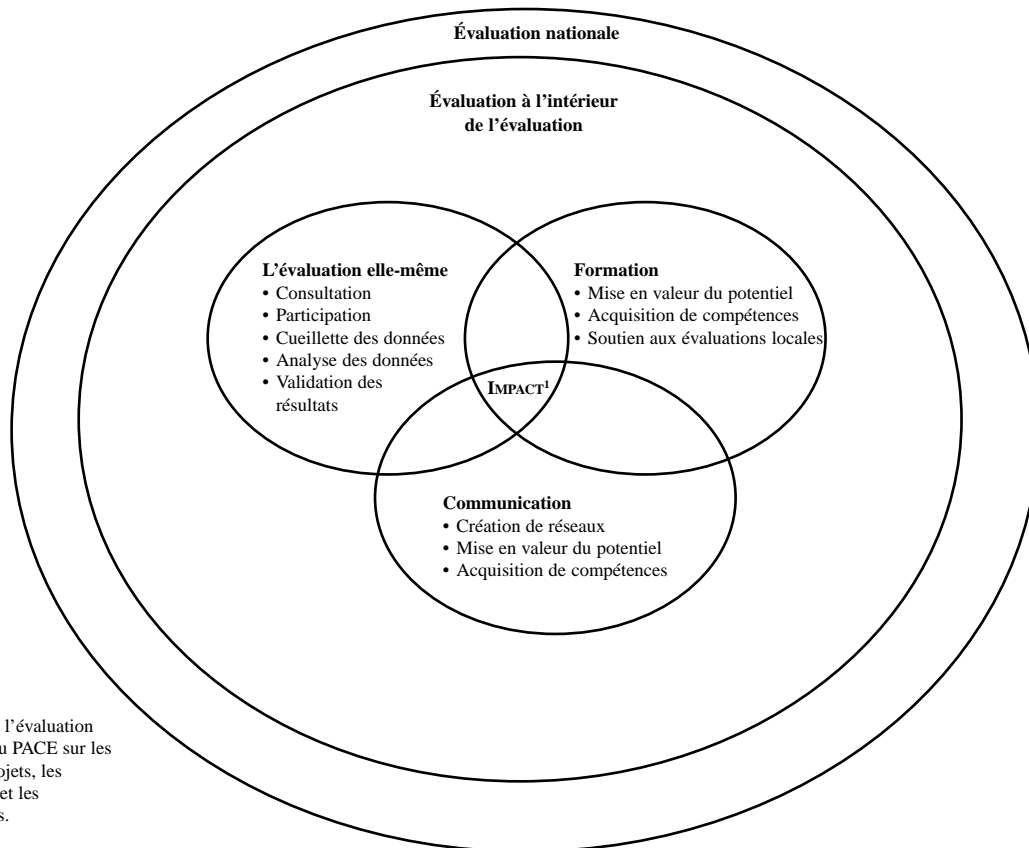 Évaluation nationale
Évaluation à l’intérieur
de l’évaluation
L’évaluation elle-même
• Consultation
• Participation
• Cueillette des données
• Analyse des données
• Validation des
résultats
Formation
• Mise en valeur du potentiel
• Acquisition de compétences
• Soutien aux évaluations locales
IMPACT¹
Communication
• Création de réseaux
• Mise en valeur du potentiel
• Acquisition de compétences
l’évaluation
u PACE sur les
ojets, les
et les
s.